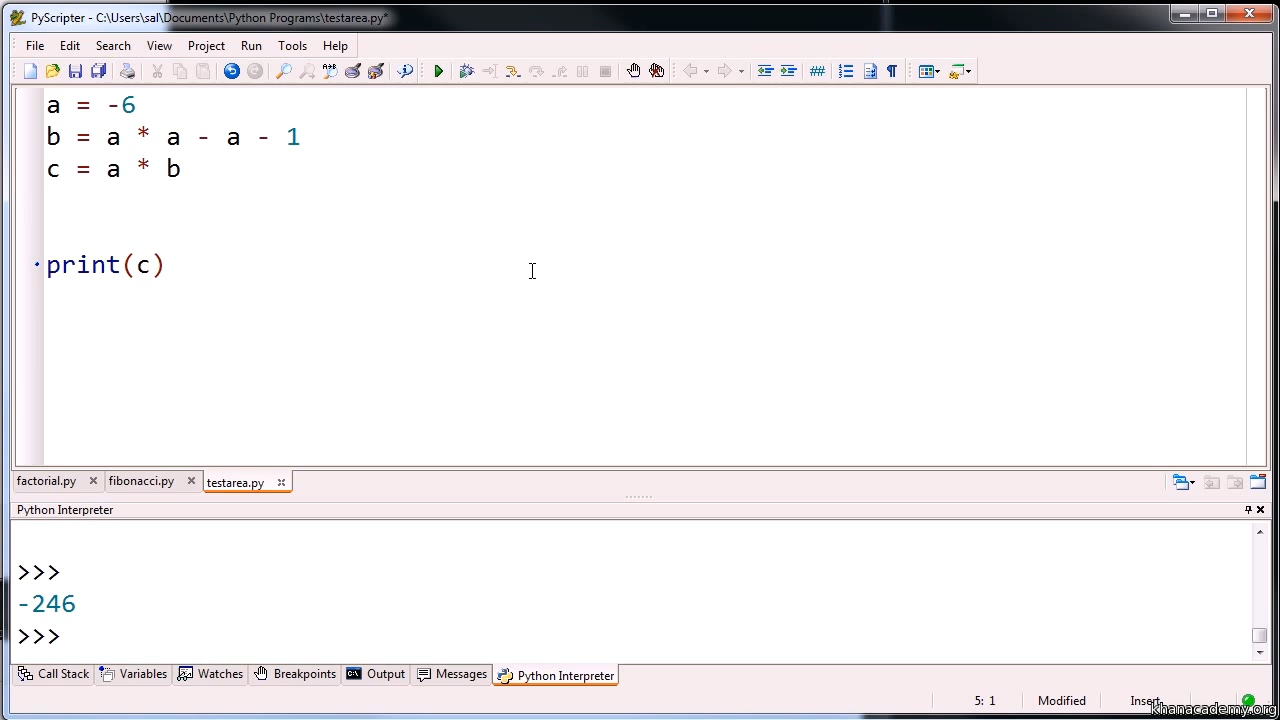 PyScripter - C:\Users\sal\Documents\Python Programs\testarea.py*
File Edit Search View Project Run Tools Help
a = -6
b = a * a - a - 1
c = a * b
print(c)
factorial.py fibonacci.py testarea.py
Python Interpreter
>>>
-246
>>>
Call Stack Variables Watches Breakpoints Output Messages Python Interpreter
5: 1 Modified Insert
khanacademy.org